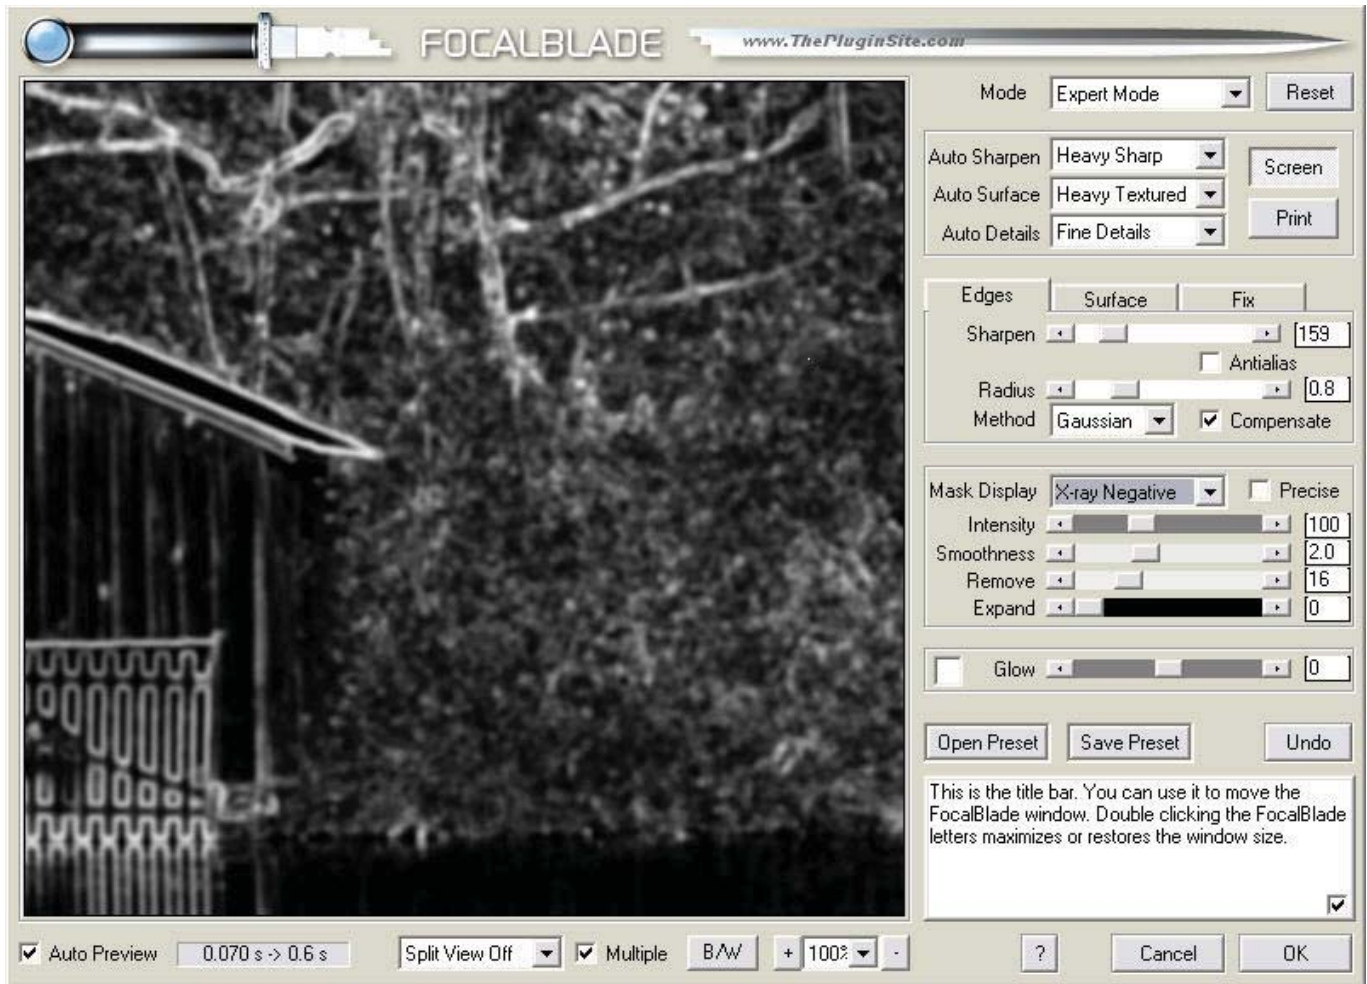 FOCALBLADE
www.ThePluginSite.com
Mode Expert Mode Reset
Auto Sharpen Heavy Sharp Screen
Auto Surface Heavy Textured
Auto Details Fine Details Print
Edges Surface Fix
Sharpen 159
Antialias
Radius 0.8
Method Gaussian Compensate
Mask Display X-ray Negative Precise
Intensity 100
Smoothness 2.0
Remove 16
Expand 0
Glow 0
Open Preset Save Preset Undo
This is the title bar. You can use it to move the
FocalBlade window. Double clicking the FocalBlade
letters maximizes or restores the window size.
Auto Preview 0.070 s -> 0.6 s Split View Off Multiple B/W + 100% - ? Cancel OK